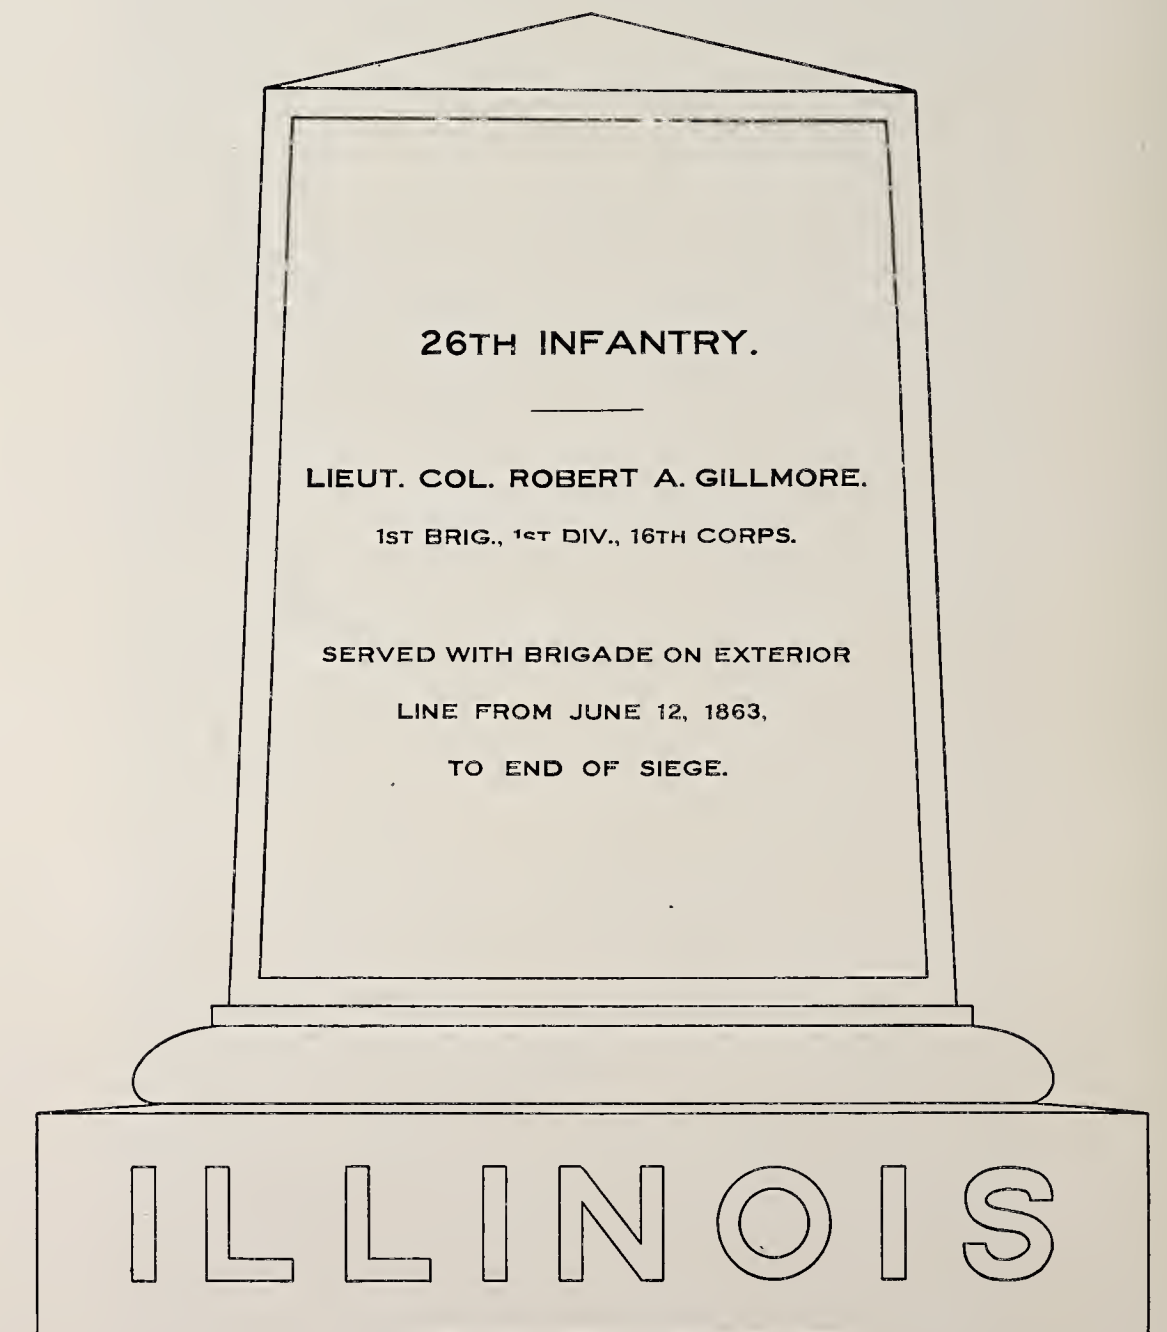 26TH INFANTRY.
LIEUT. COL. ROBERT A. GILLMORE.
1ST BRIG., 1ST DIV., 16TH CORPS.
SERVED WITH BRIGADE ON EXTERIOR
LINE FROM JUNE 12, 1863,
TO END OF SIEGE.
ILLINOIS